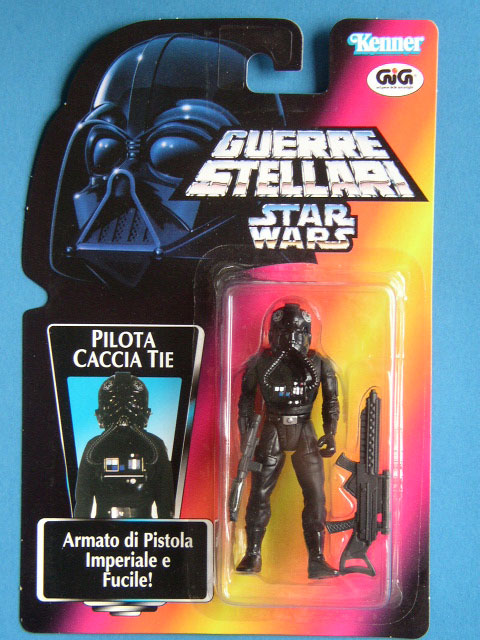 Kenner
GiG
GUERRE
STELLARI
STAR
WARS
PILOTA
CACCIA TIE
Armato di Pistola
Imperiale e
Fucile!